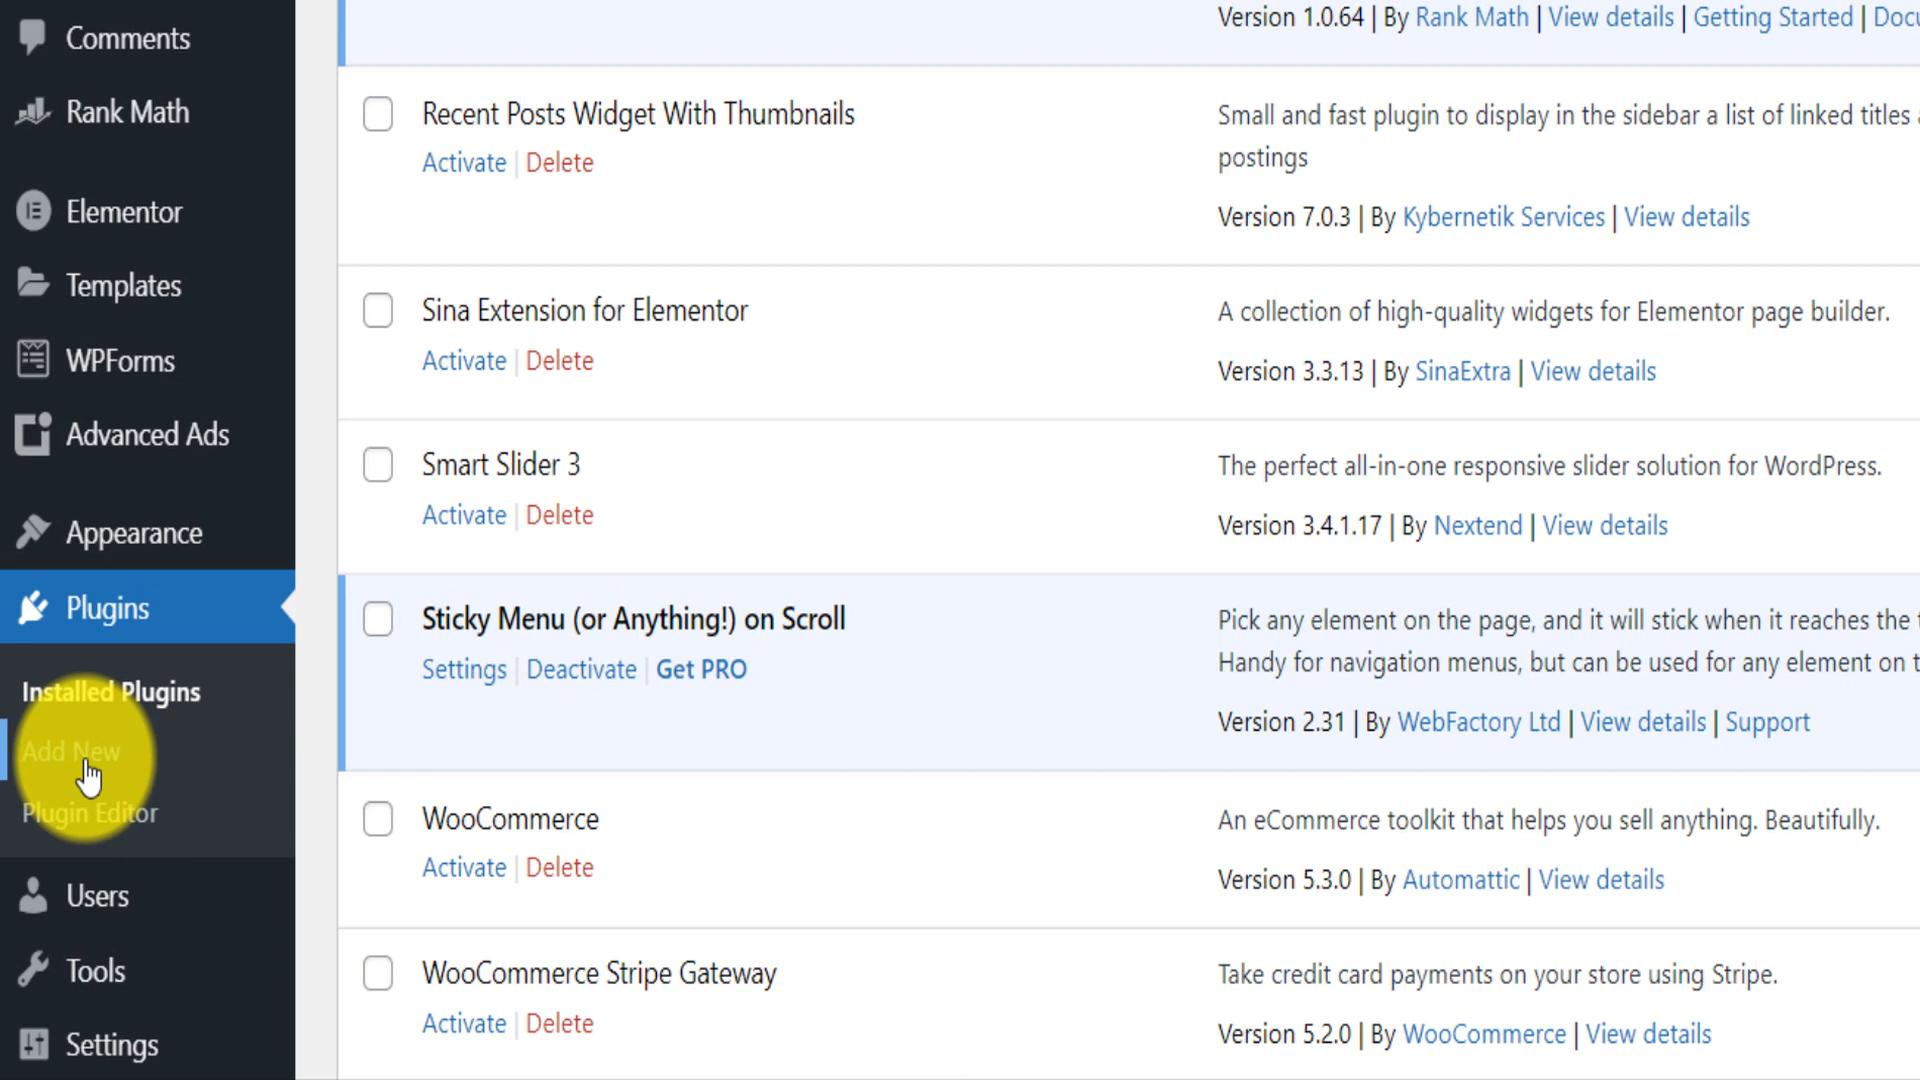 Comments
Rank Math
Elementor
Templates
WPForms
Advanced Ads
Appearance
Plugins
Installed Plugins
Add New
Plugin Editor
Users
Tools
Settings
Version 1.0.64 | By Rank Math | View details | Getting Started |
Recent Posts Widget With Thumbnails
Activate | Delete
Small and fast plugin to display in the sidebar a list of linked titles
postings
Version 7.0.3 | By Kybernetik Services | View details
Sina Extension for Elementor
Activate | Delete
A collection of high-quality widgets for Elementor page builder.
Version 3.3.13 | By SinaExtra | View details
Smart Slider 3
Activate | Delete
The perfect all-in-one responsive slider solution for WordPress.
Version 3.4.1.17 | By Nextend | View details
Sticky Menu (or Anything!) on Scroll
Settings | Deactivate | Get PRO
Pick any element on the page, and it will stick when it reaches the
Handy for navigation menus, but can be used for any element on
Version 2.31 | By WebFactory Ltd | View details | Support
WooCommerce
Activate | Delete
An eCommerce toolkit that helps you sell anything. Beautifully.
Version 5.3.0 | By Automattic | View details
WooCommerce Stripe Gateway
Activate | Delete
Take credit card payments on your store using Stripe.
Version 5.2.0 | By WooCommerce | View details